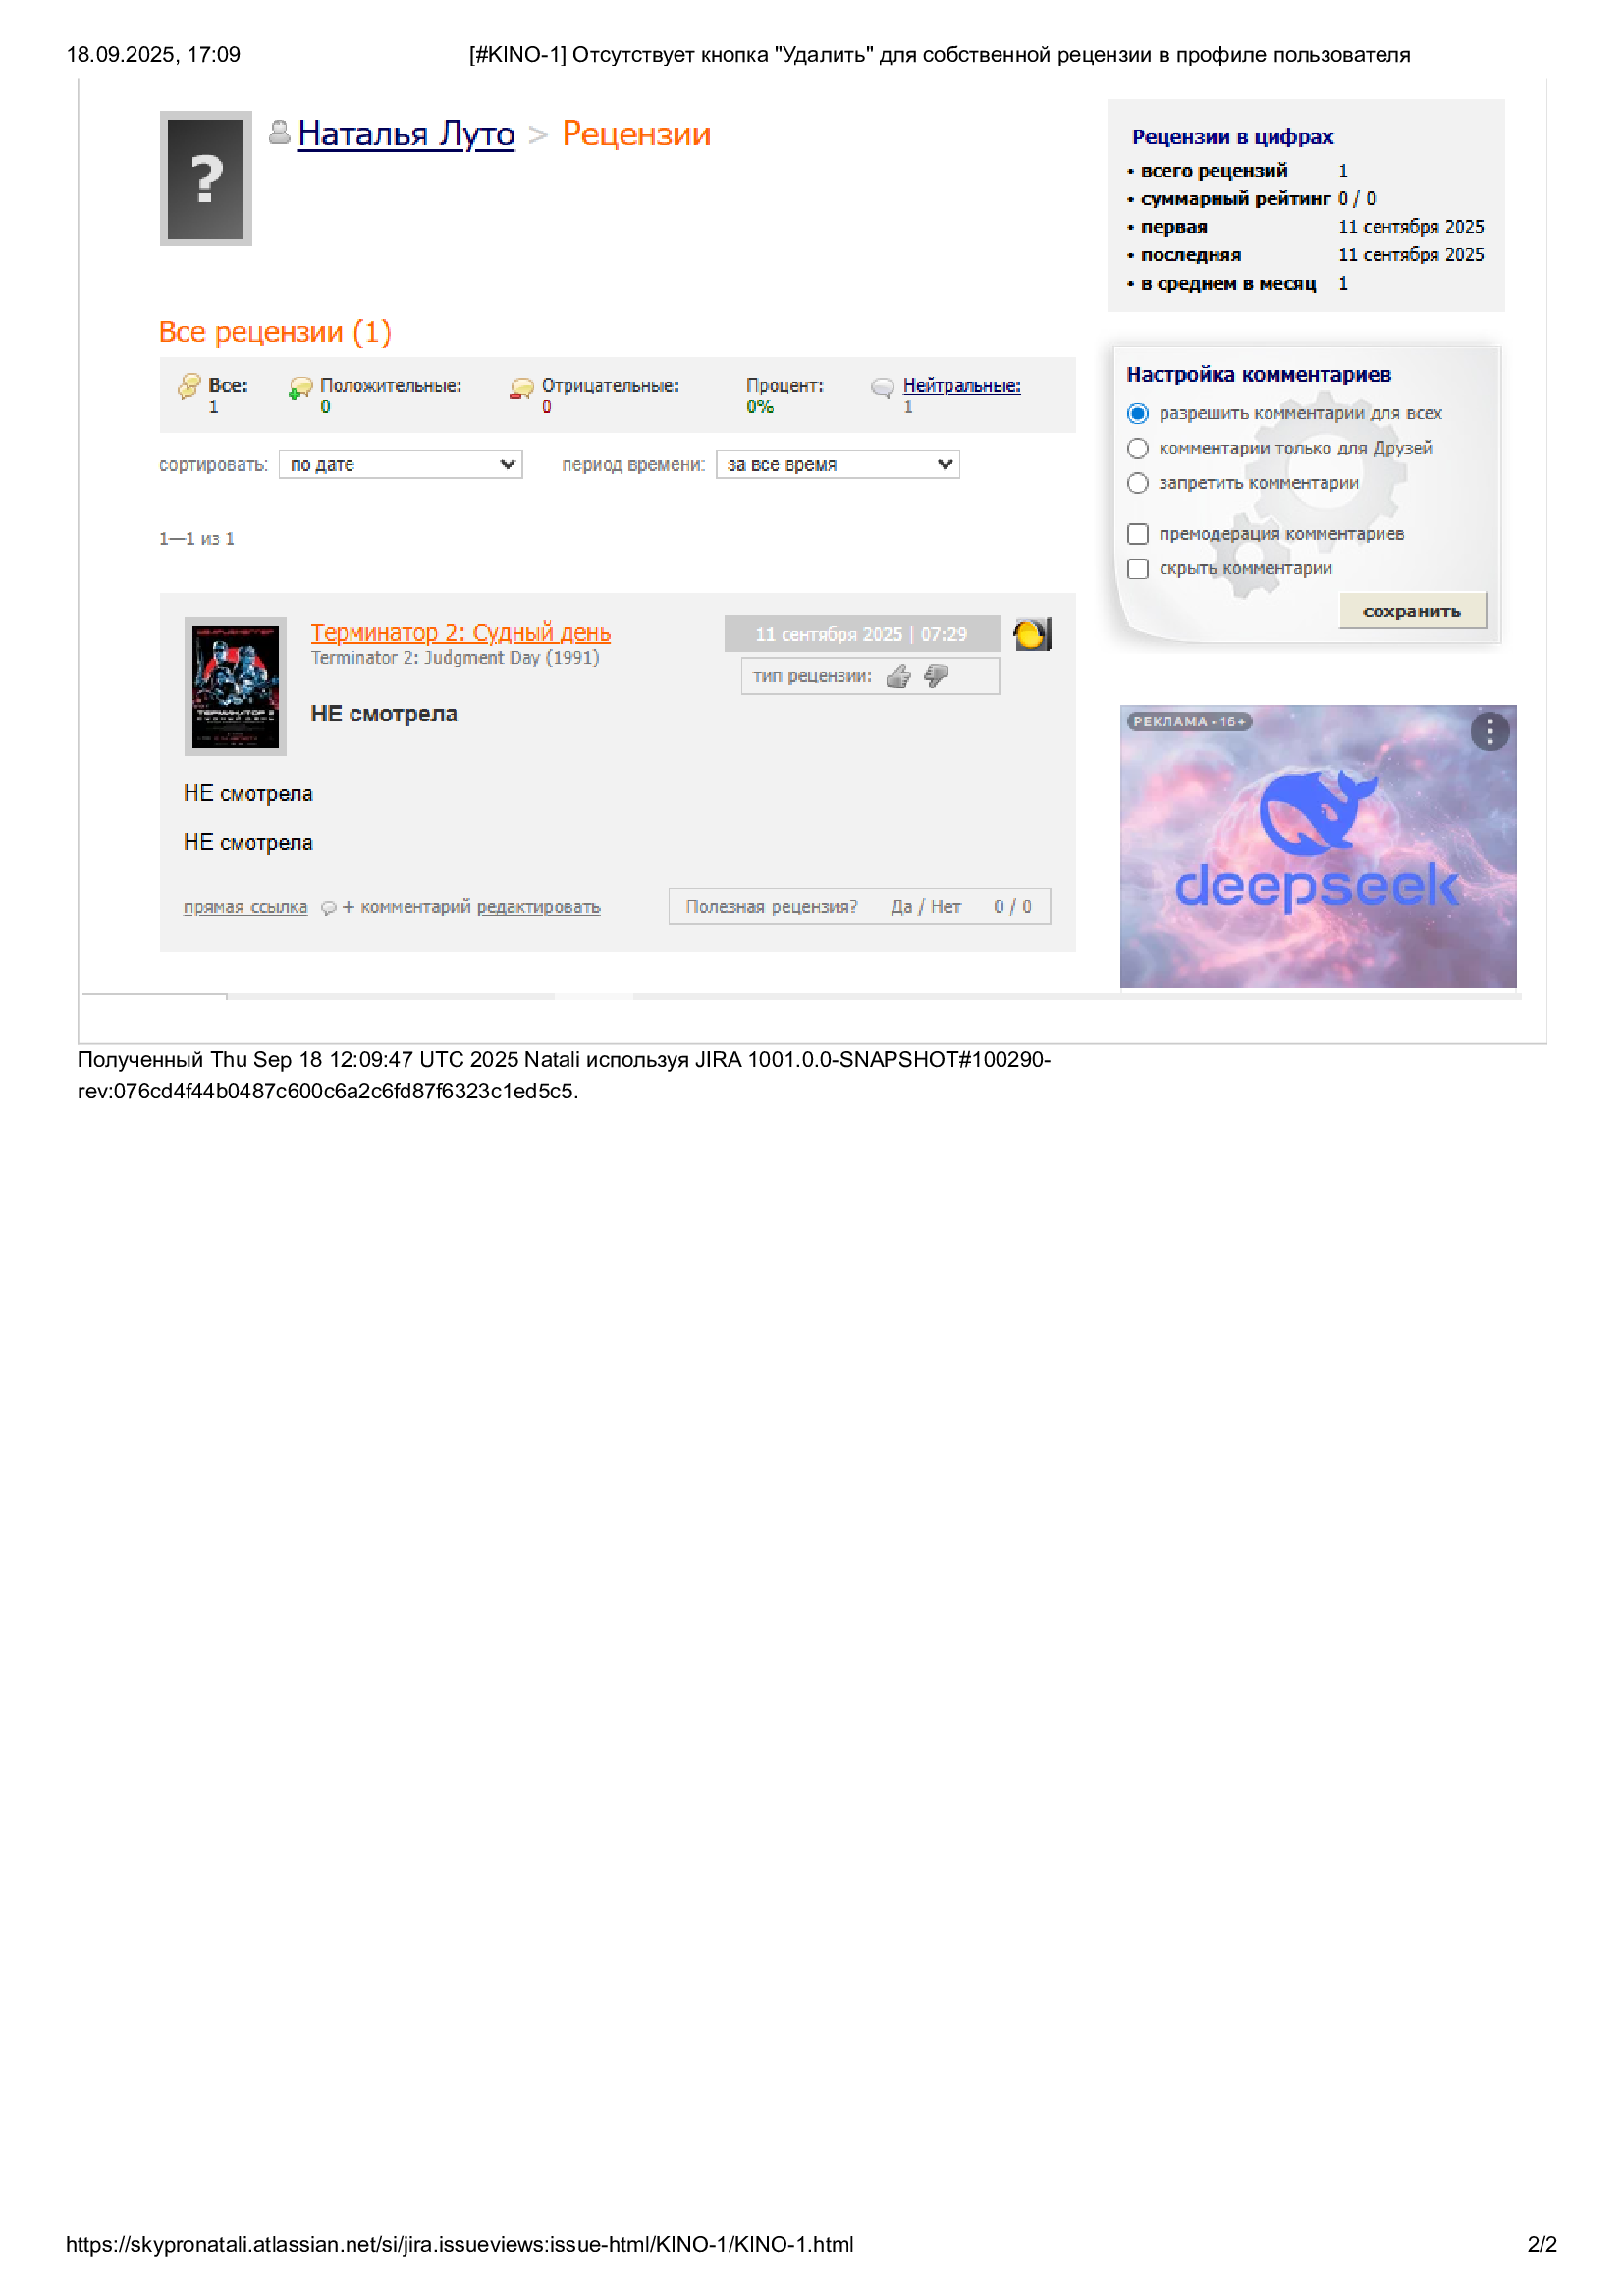 18.09.2025, 17:09
[#KINO-1] Отсутствует кнопка "Удалить" для собственной рецензии в профиле пользователя
?
Наталья Луто > Рецензии
Рецензии в цифрах
• всего рецензий 1
• суммарный рейтинг 0 / 0
• первая 11 сентября 2025
• последняя 11 сентября 2025
• в среднем в месяц 1
Все рецензии (1)
Все: Положительные: Отрицательные: Процент: Нейтральные:
1 0 0 0% 1
сортировать: по дате период времени: за все время
1—1 из 1
Настройка комментариев
разрешить комментарии для всех
комментарии только для Друзей
запретить комментарии
премодерация комментариев
скрыть комментарии
сохранить
Терминатор 2: Судный день
Terminator 2: Judgment Day (1991)
11 сентября 2025 | 07:29
тип рецензии:
НЕ смотрела
НЕ смотрела
НЕ смотрела
прямая ссылка + комментарий редактировать
Полезная рецензия? Да / Нет 0 / 0
РЕКЛАМА • 16+
deepseek
Полученный Thu Sep 18 12:09:47 UTC 2025 Natali используя JIRA 1001.0.0-SNAPSHOT#100290-
rev:076cd4f44b0487c600c6a2c6fd87f6323c1ed5c5.
https://skypronatali.atlassian.net/si/jira.issueviews:issue-html/KINO-1/KINO-1.html
2/2